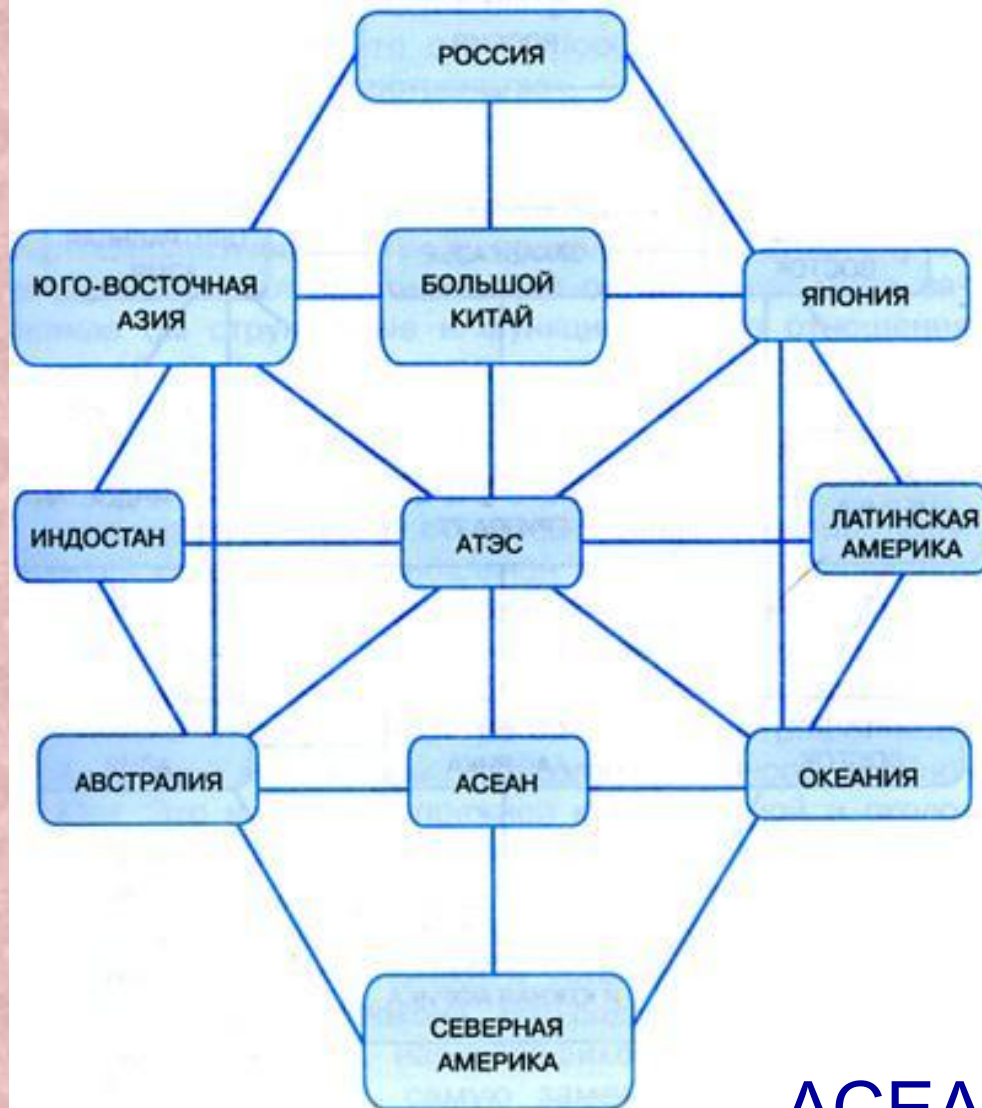 РОССИЯ
ЮГО-ВОСТОЧНАЯ
АЗИЯ
БОЛЬШОЙ
КИТАЙ
ЯПОНИЯ
ИНДОСТАН
АТЭС
ЛАТИНСКАЯ
АМЕРИКА
АВСТРАЛИЯ
АСЕАН
ОКЕАНИЯ
СЕВЕРНАЯ
АМЕРИКА